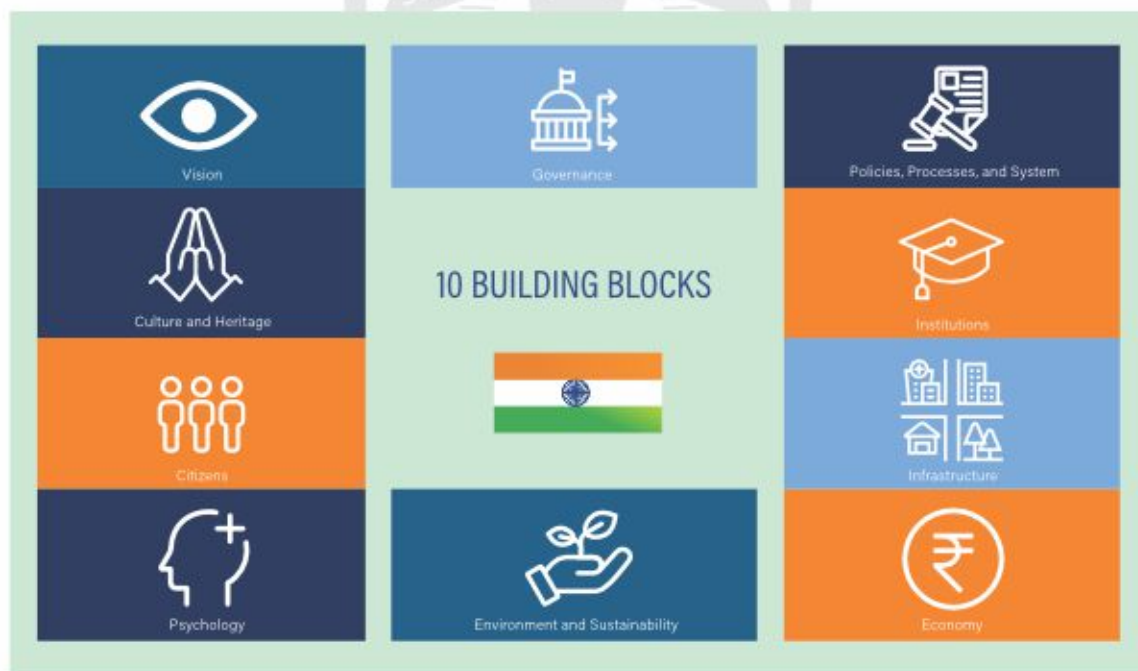 Vision
Governance
Policies, Processes, and System
Culture and Heritage
10 BUILDING BLOCKS
Institutions
Citizens
Infrastructure
Psychology
Environment and Sustainability
Economy